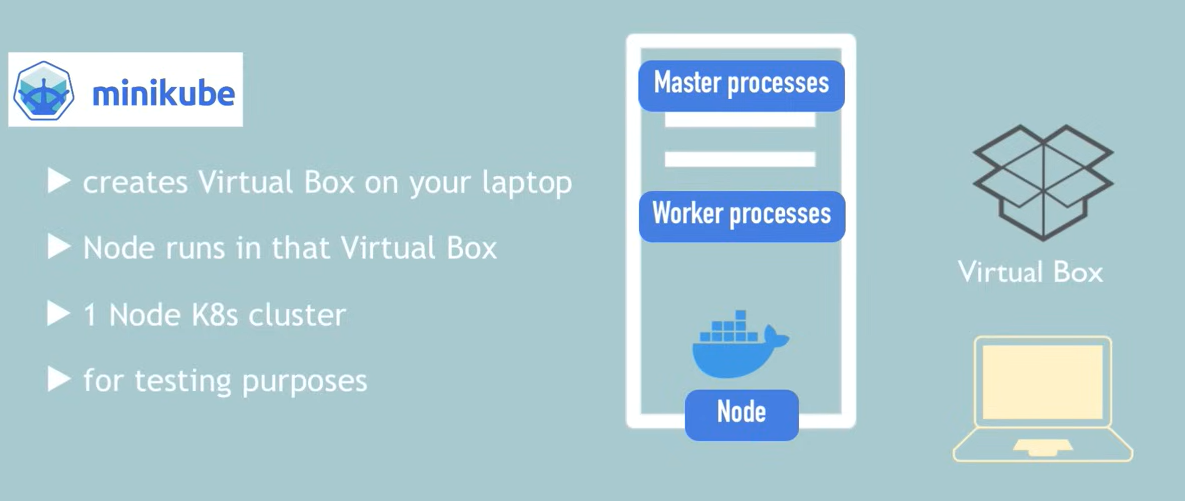 minikube
creates Virtual Box on your laptop
Node runs in that Virtual Box
1 Node K8s cluster
for testing purposes
Master processes
Worker processes
Node
Virtual Box